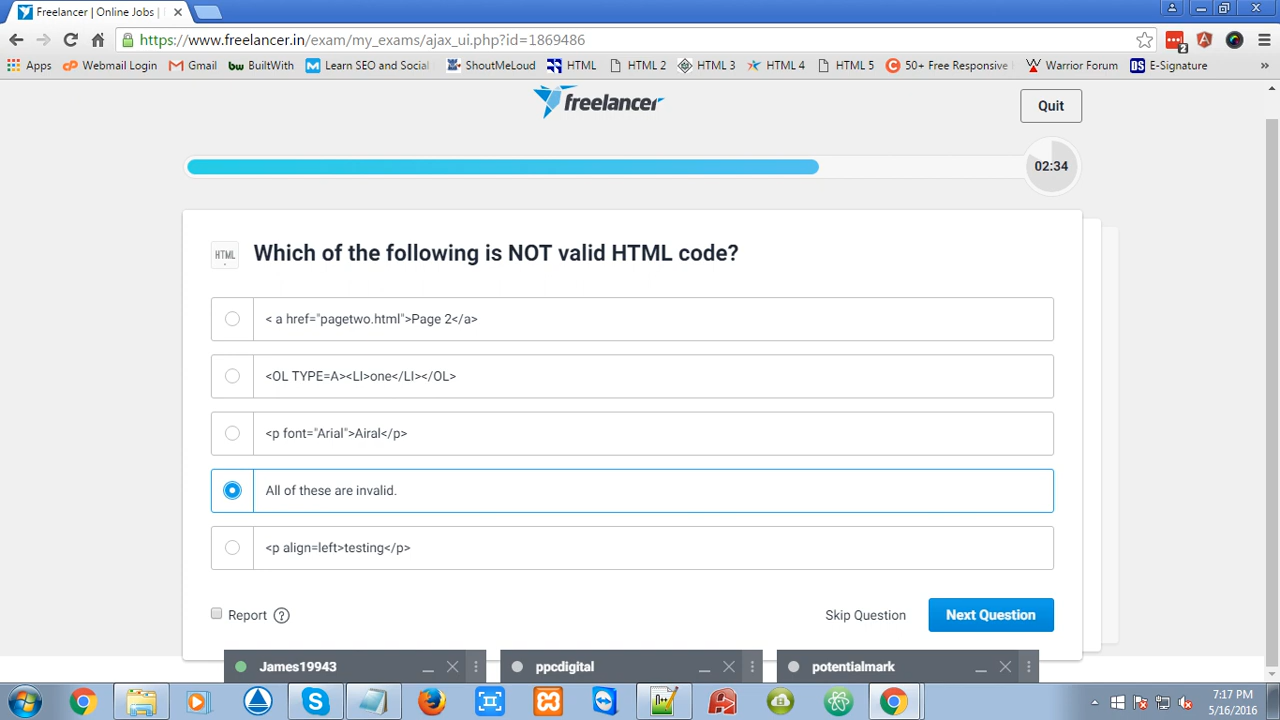 Freelancer | Online Jobs |
https://www.freelancer.in/exam/my_exams/ajax_ui.php?id=1869486
2
Apps Webmail Login Gmail bw BuiltWith Learn SEO and Social ShoutMeLoud HTML HTML 2 HTML 3 HTML 4 HTML 5 50+ Free Responsive Warrior Forum DS E-Signature »
freelancer
Quit
02:34
HTML Which of the following is NOT valid HTML code?
< a href="pagetwo.html">Page 2</a>
<OL TYPE=A><LI>one</LI></OL>
<p font="Arial">Airal</p>
All of these are invalid.
<p align=left>testing</p>
Report ? Skip Question Next Question
James19943 ppcdigital potentialmark
7:17 PM
5/16/2016